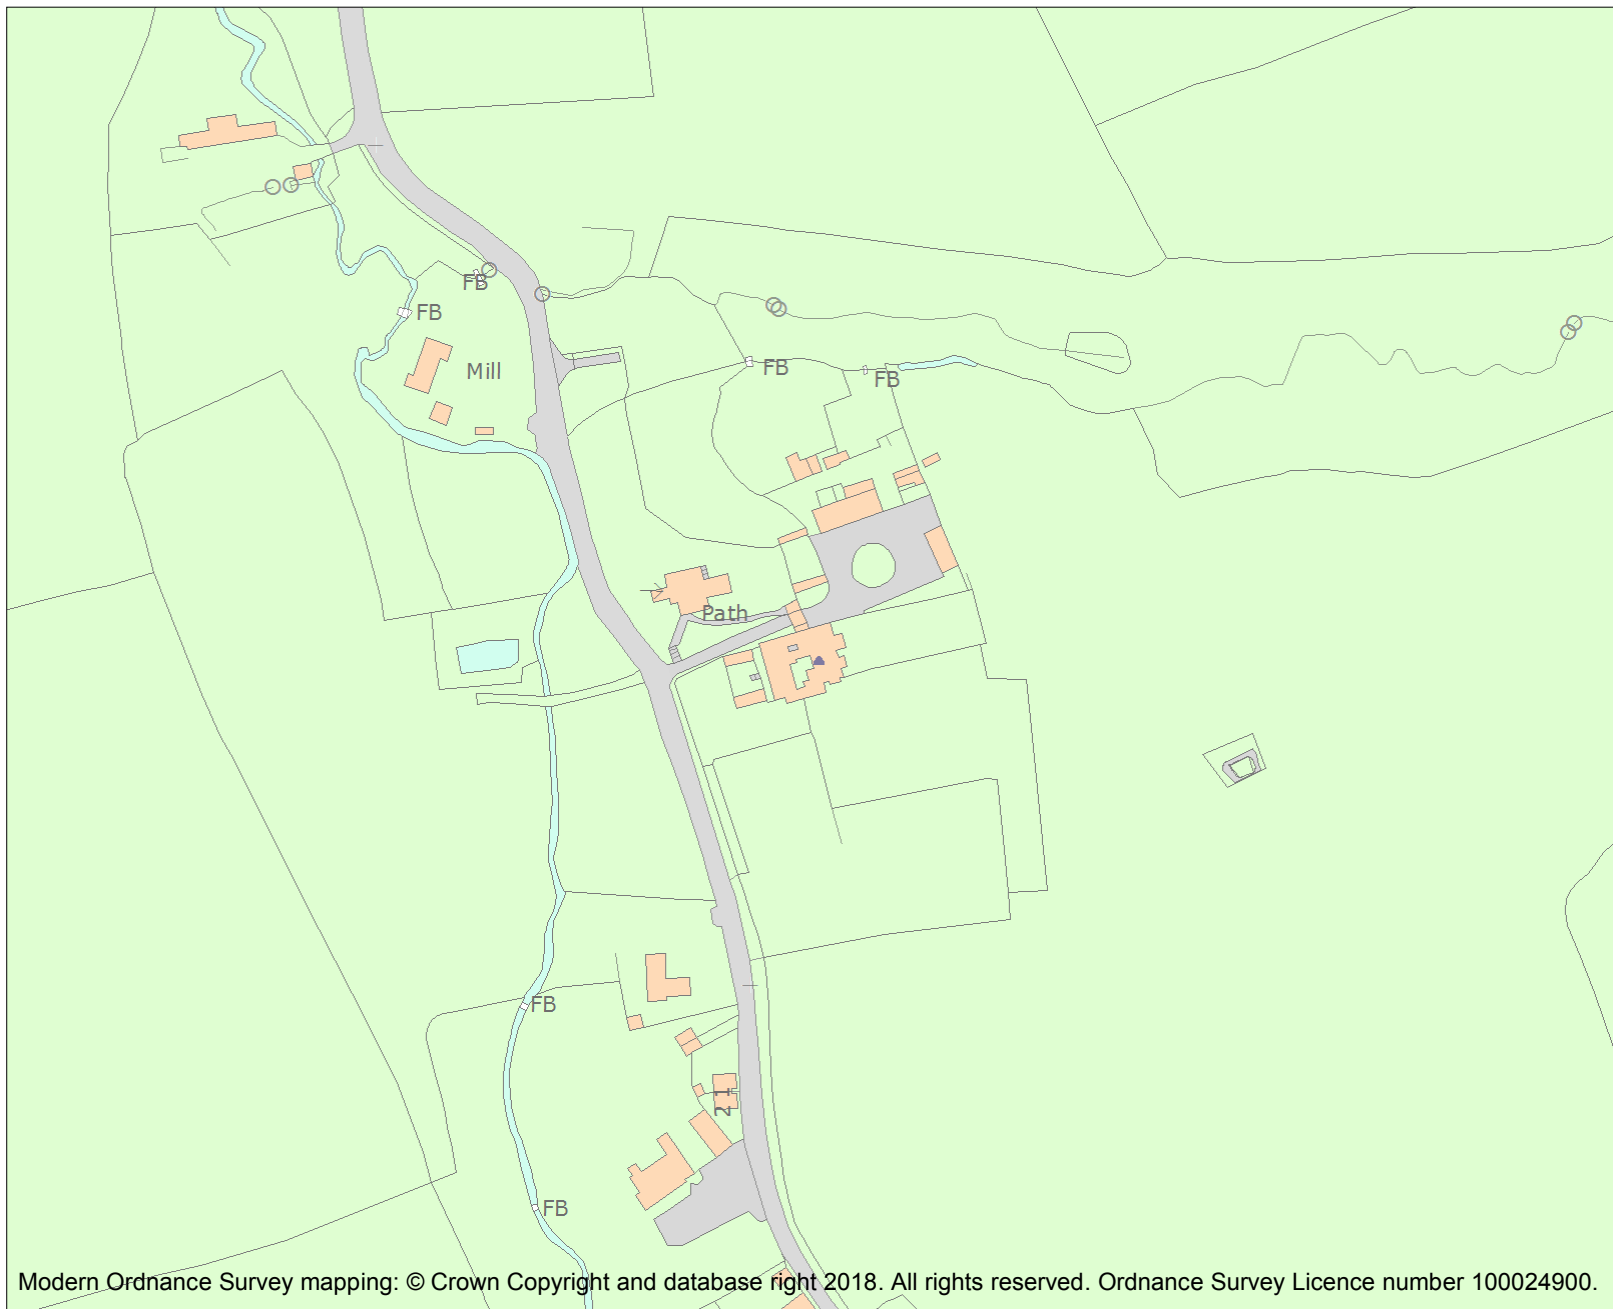 FB
FB
Mill
FB
FB
Path
FB
2 1
FB
Modern Ordnance Survey mapping: © Crown Copyright and database right 2018. All rights reserved. Ordnance Survey Licence number 100024900.